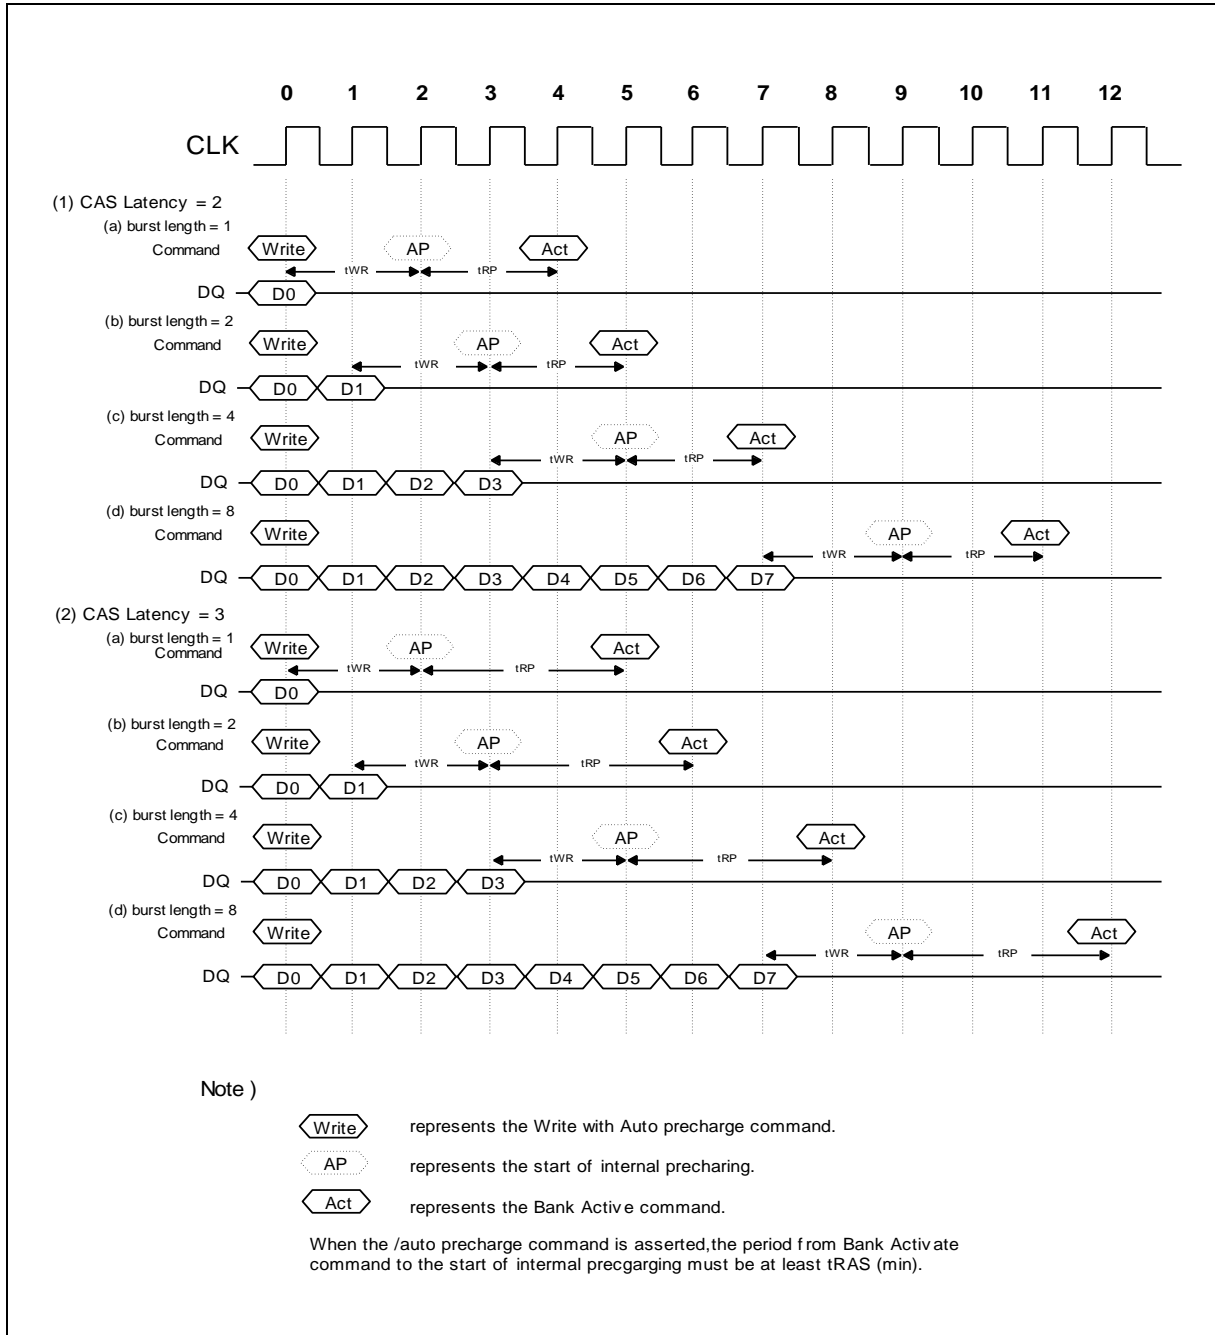 0 1 2 3 4 5 6 7 8 9 10 11 12
CLK
(1) CAS Latency = 2
(a) burst length = 1
Command Write AP Act
tWR tRP
DQ D0
(b) burst length = 2
Command Write AP Act
tWR tRP
DQ D0 D1
(c) burst length = 4
Command Write AP Act
tWR tRP
DQ D0 D1 D2 D3
(d) burst length = 8
Command Write AP Act
tWR tRP
DQ D0 D1 D2 D3 D4 D5 D6 D7
(2) CAS Latency = 3
(a) burst length = 1
Command Write AP Act
tWR tRP
DQ D0
(b) burst length = 2
Command Write AP Act
tWR tRP
DQ D0 D1
(c) burst length = 4
Command Write AP Act
tWR tRP
DQ D0 D1 D2 D3
(d) burst length = 8
Command Write AP Act
tWR tRP
DQ D0 D1 D2 D3 D4 D5 D6 D7
Note )
Write represents the Write with Auto precharge command.
AP represents the start of internal precharing.
Act represents the Bank Active command.
When the /auto precharge command is asserted,the period from Bank Activate
command to the start of internal precgarging must be at least tRAS (min).